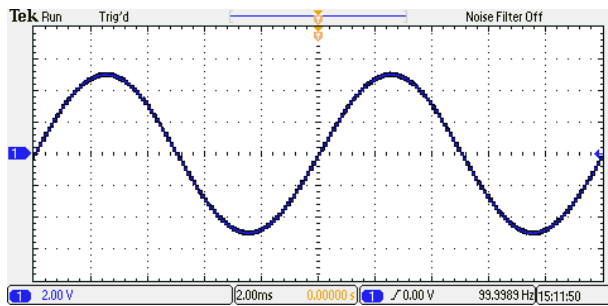 Tek Run Trig'd Noise Filter Off
T
T
1
1 2.00 V 2.00ms 0.00000 s 1 0.00 V 99.9989 Hz 15:11:50